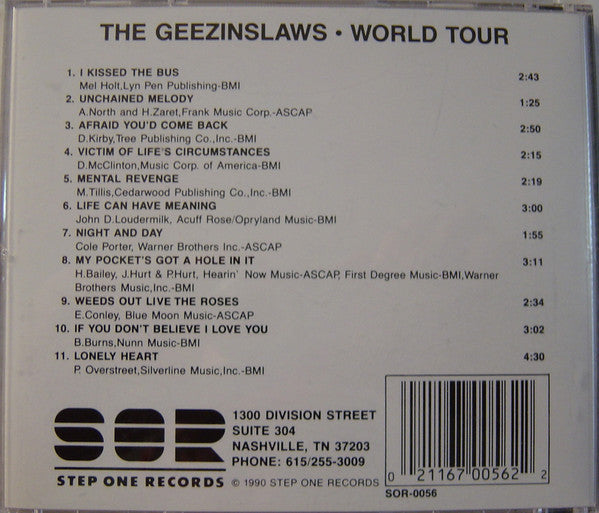 THE GEEZINSLAWS • WORLD TOUR
1. I KISSED THE BUS 2:43
Mel Holt,Lyn Pen Publishing-BMI
2. UNCHAINED MELODY 1:25
A.North and H.Zaret,Frank Music Corp.-ASCAP
3. AFRAID YOU'D COME BACK 2:50
D.Kirby,Tree Publishing Co.,Inc.-BMI
4. VICTIM OF LIFE'S CIRCUMSTANCES 2:15
D.McClinton,Music Corp. of America-BMI
5. MENTAL REVENGE 2:19
M.Tillis,Cedarwood Publishing Co.,Inc.-BMI
6. LIFE CAN HAVE MEANING 3:00
John D.Loudermilk, Acuff Rose/Opryland Music-BMI
7. NIGHT AND DAY 1:55
Cole Porter, Warner Brothers Inc.-ASCAP
8. MY POCKET'S GOT A HOLE IN IT 3:11
H.Bailey, J.Hurt & P.Hurt, Hearin' Now Music-ASCAP, First Degree Music-BMI,Warner
Brothers Music,Inc.-BMI
9. WEEDS OUT LIVE THE ROSES 2:34
E.Conley, Blue Moon Music-ASCAP
10. IF YOU DON'T BELIEVE I LOVE YOU 3:02
B.Burns,Nunn Music-BMI
11. LONELY HEART 4:30
P. Overstreet,Silverline Music,Inc.-BMI
SOR
STEP ONE RECORDS
1300 DIVISION STREET
SUITE 304
NASHVILLE, TN 37203
PHONE: 615/255-3009
© 1990 STEP ONE RECORDS
0 21167 00562 2
SOR-0056